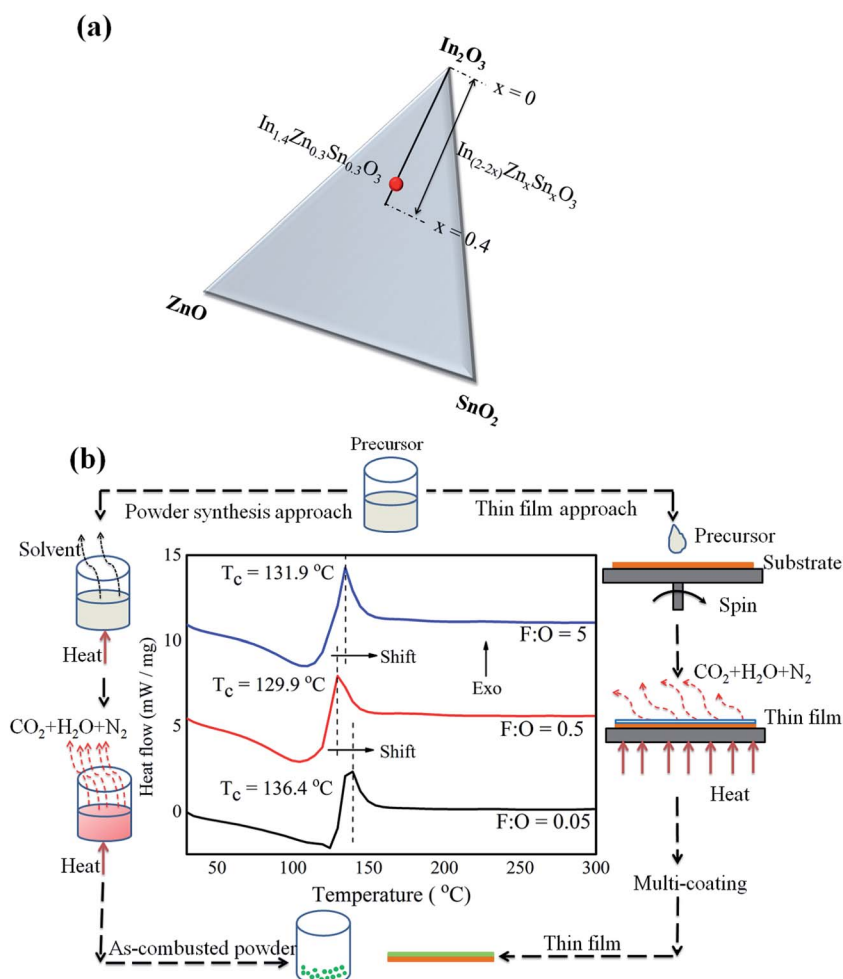 (a)
In₂O₃
x = 0
In₁.₄Zn₀.₃Sn₀.₃O₃
In₍₂₋₂ₓ₎ZnₓSnₓO₃
x = 0.4
ZnO
SnO₂
(b)
Precursor
Powder synthesis approach
Thin film approach
Solvent
Precursor
Substrate
Spin
Heat
CO₂+H₂O+N₂
Heat
15
10
5
0
Heat flow (mW / mg)
T_C = 131.9 °C
F:O = 5
Shift
Exo
T_C = 129.9 °C
F:O = 0.5
Shift
T_C = 136.4 °C
F:O = 0.05
50 100 150 200 250 300
Temperature ( °C)
CO₂+H₂O+N₂
Thin film
Heat
Multi-coating
As-combusted powder
Thin film